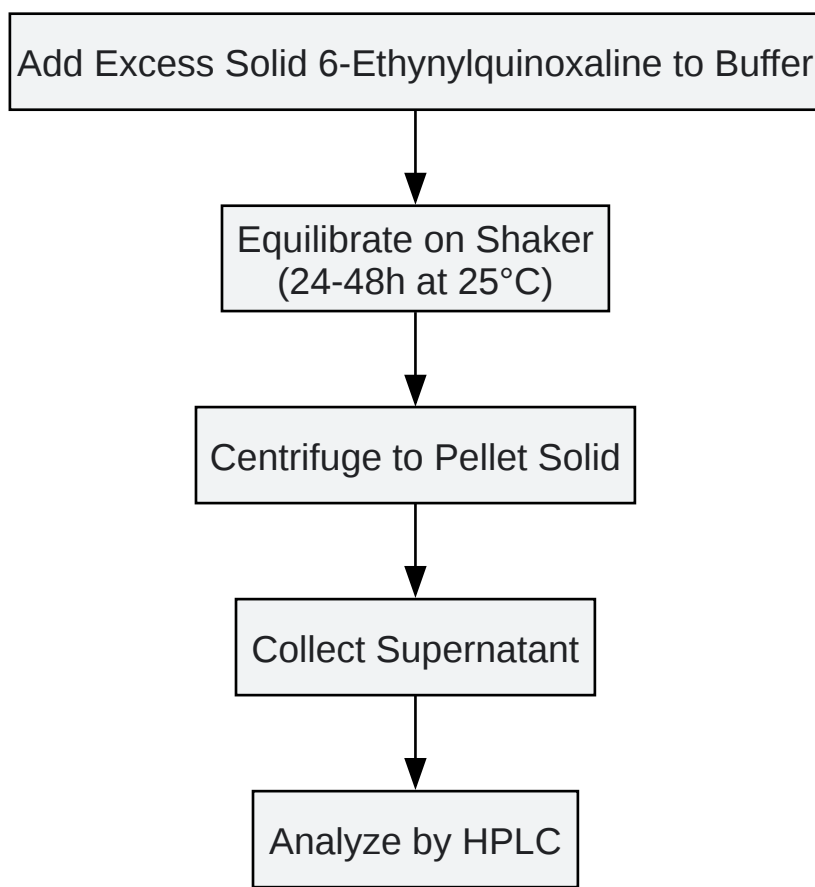 Add Excess Solid 6-Ethynylquinoxaline to Buffer
Equilibrate on Shaker
(24-48h at 25°C)
Centrifuge to Pellet Solid
Collect Supernatant
Analyze by HPLC